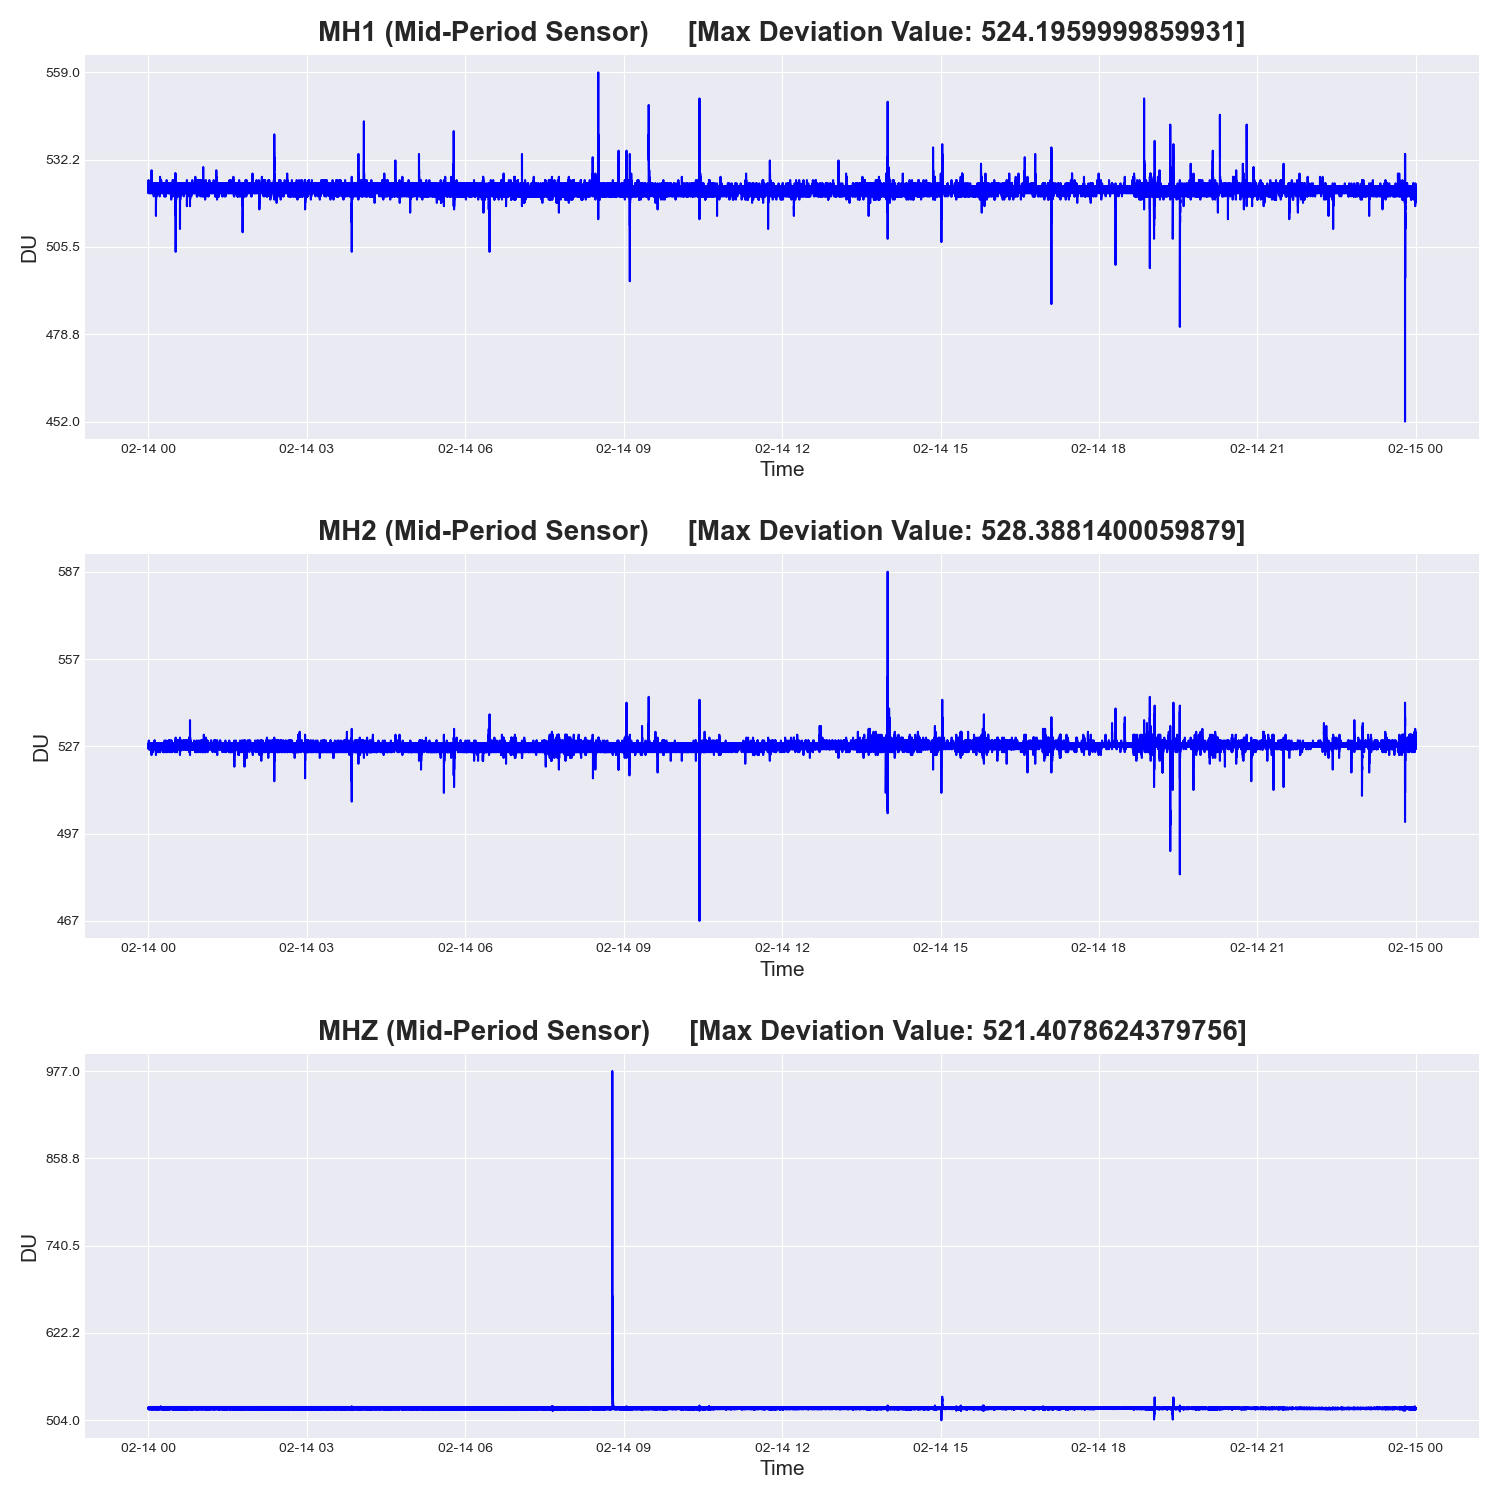 MH1 (Mid-Period Sensor) [Max Deviation Value: 524.1959999859931]
559.0
532.2
505.5
478.8
452.0
DU
02-14 00 02-14 03 02-14 06 02-14 09 02-14 12 02-14 15 02-14 18 02-14 21 02-15 00
Time
MH2 (Mid-Period Sensor) [Max Deviation Value: 528.3881400059879]
587
557
527
497
467
DU
02-14 00 02-14 03 02-14 06 02-14 09 02-14 12 02-14 15 02-14 18 02-14 21 02-15 00
Time
MHZ (Mid-Period Sensor) [Max Deviation Value: 521.4078624379756]
977.0
858.8
740.5
622.2
504.0
DU
02-14 00 02-14 03 02-14 06 02-14 09 02-14 12 02-14 15 02-14 18 02-14 21 02-15 00
Time